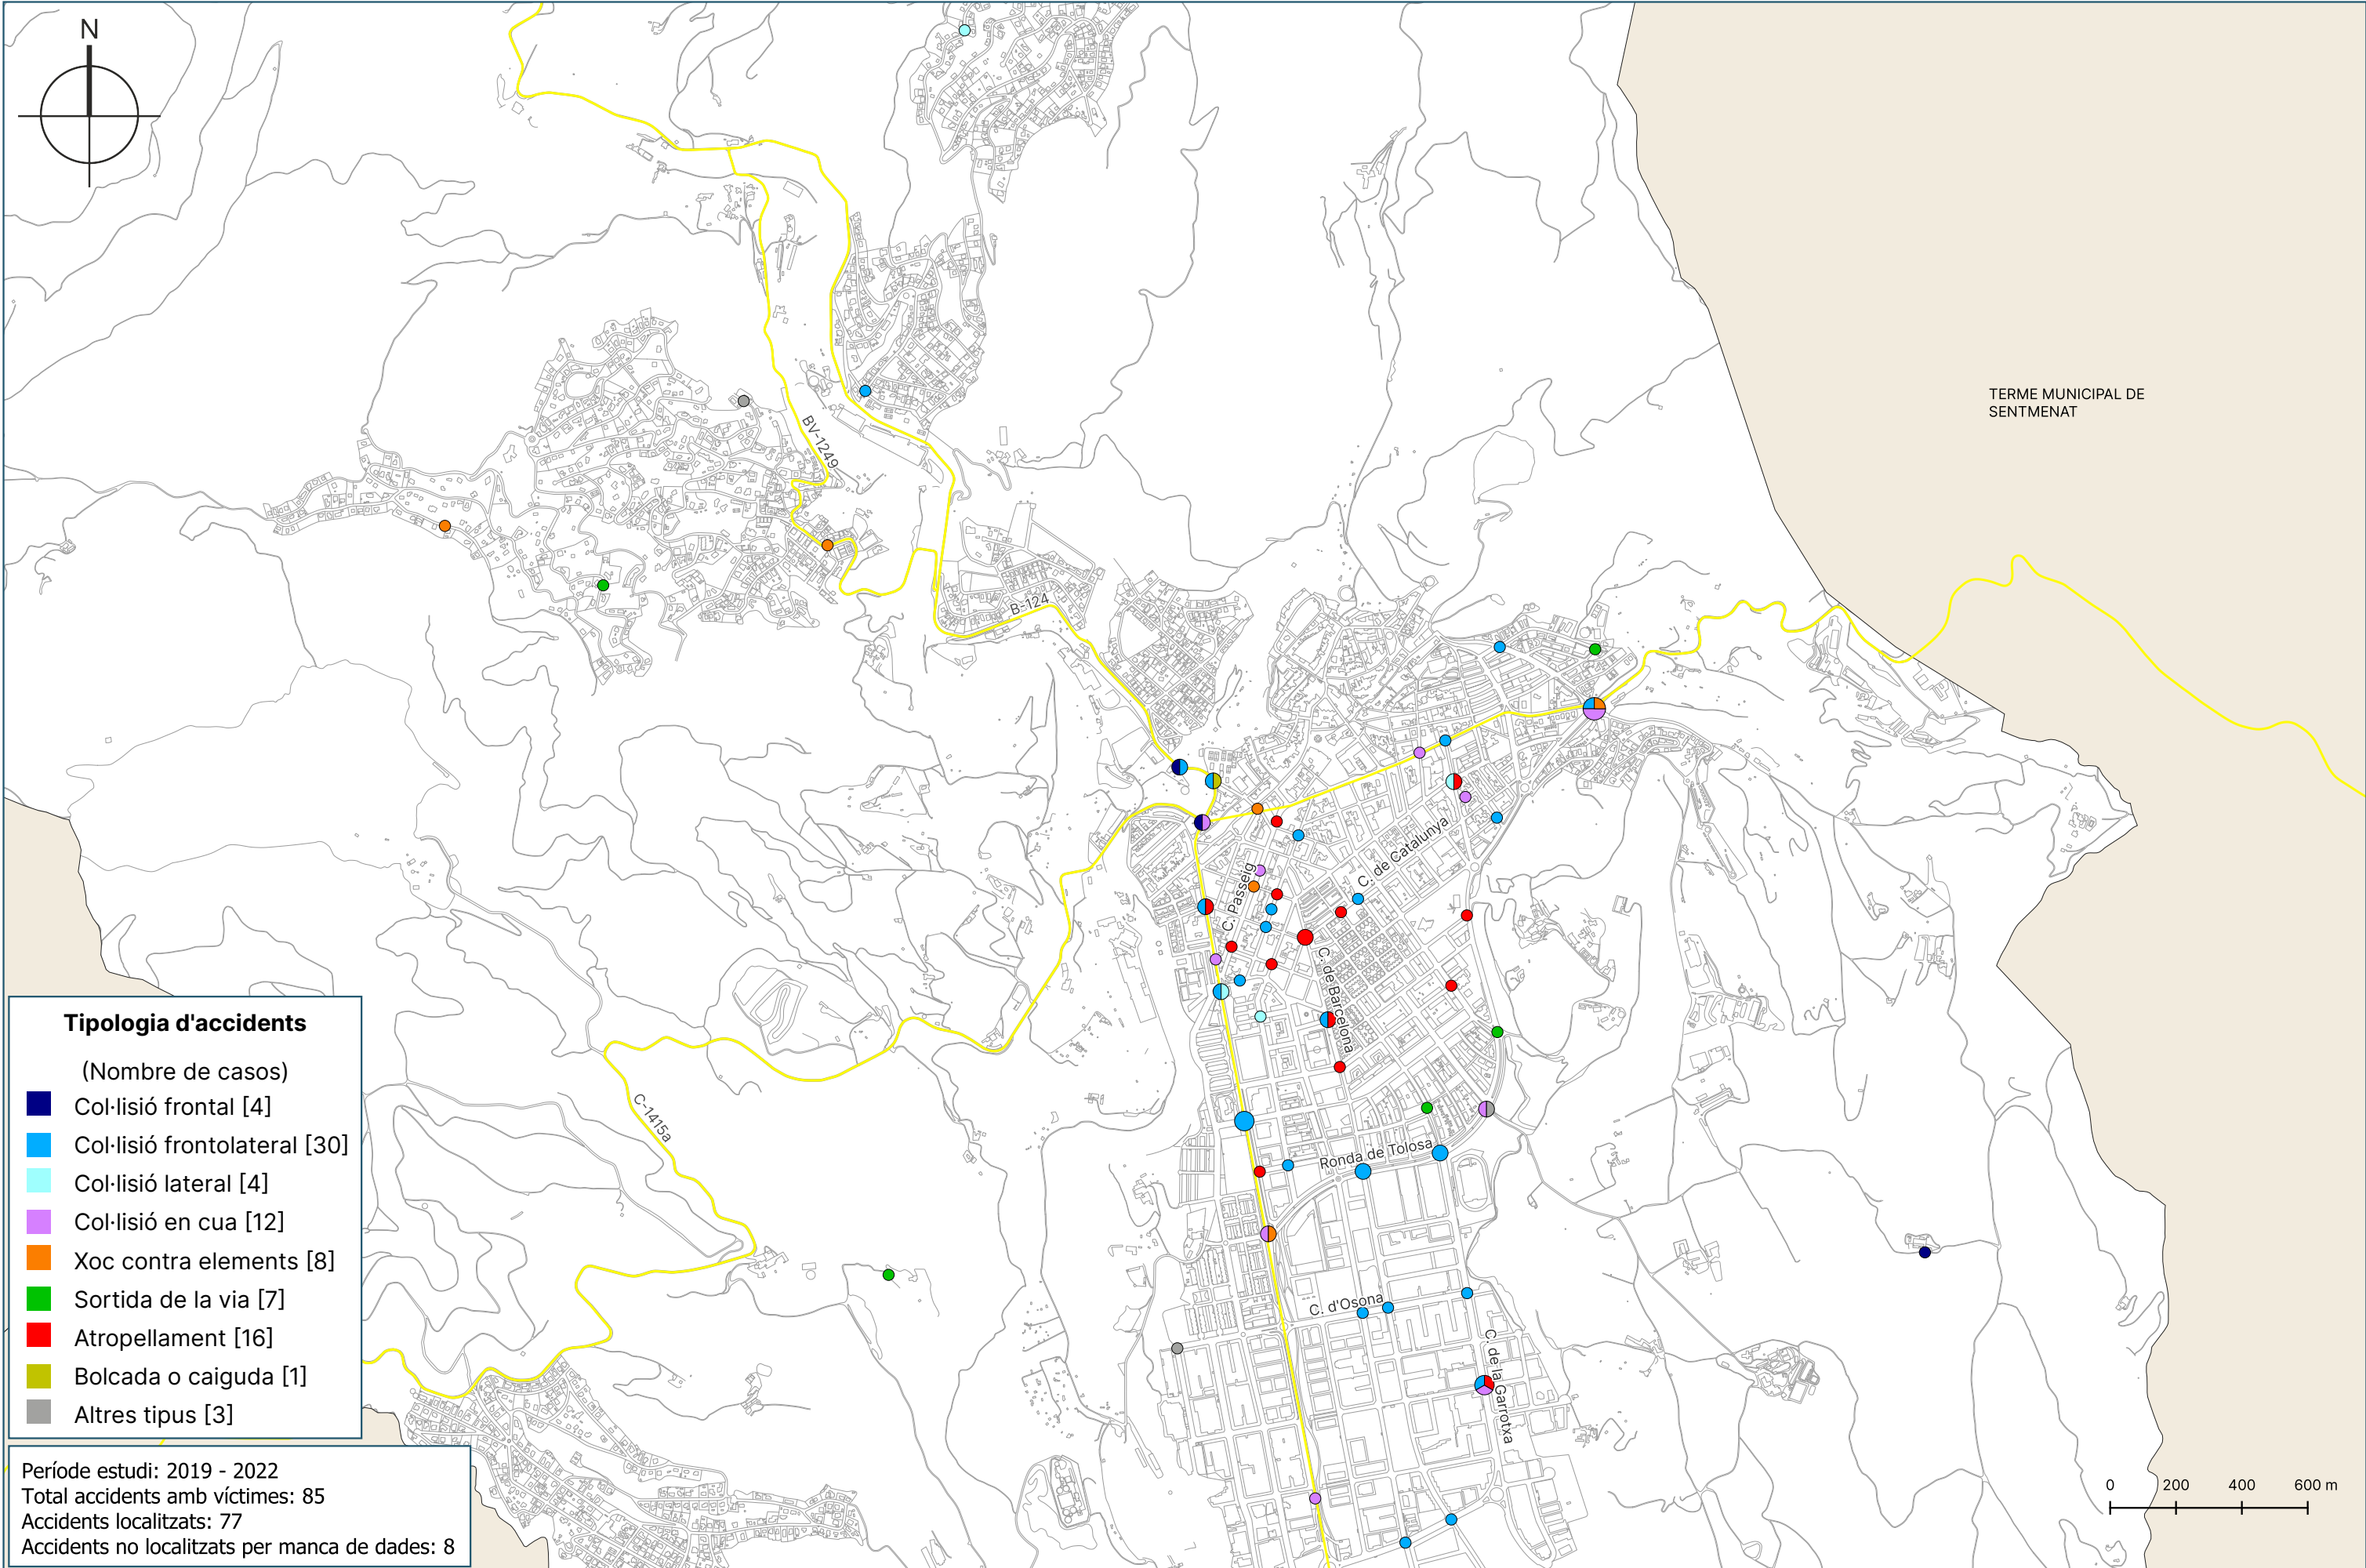 N
TERME MUNICIPAL DE
SENTMENAT
BV-1249
B-124
C. de Catalunya
C. Passeig
C. de Barcelona
C-1415a
Ronda de Tolosa
C. d'Osona
C. de la Garrotxa
Tipologia d'accidents
(Nombre de casos)
Col·lisió frontal [4]
Col·lisió frontolateral [30]
Col·lisió lateral [4]
Col·lisió en cua [12]
Xoc contra elements [8]
Sortida de la via [7]
Atropellament [16]
Bolcada o caiguda [1]
Altres tipus [3]
Període estudi: 2019 - 2022
Total accidents amb víctimes: 85
Accidents localitzats: 77
Accidents no localitzats per manca de dades: 8
0 200 400 600 m